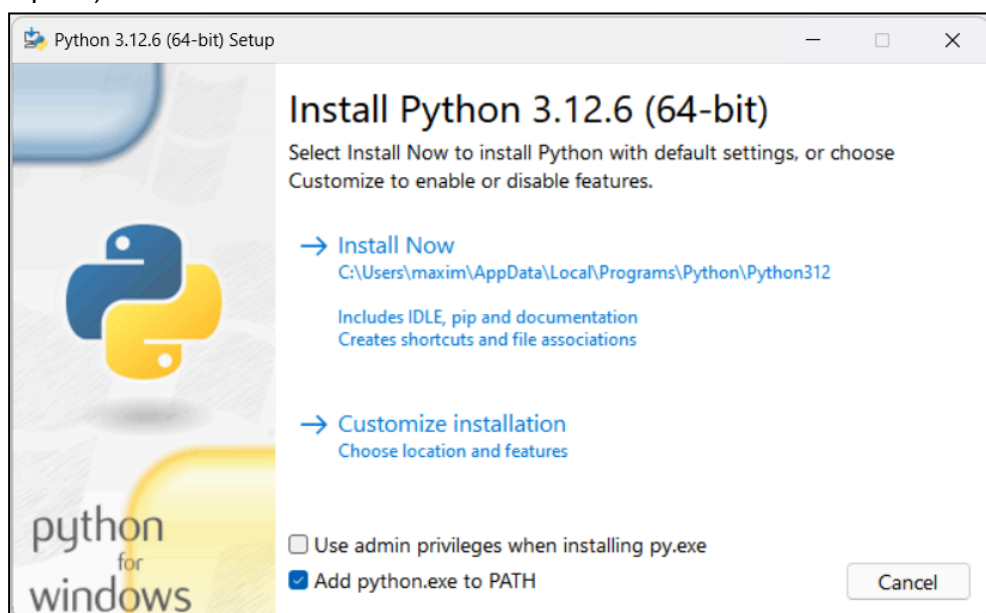 Python 3.12.6 (64-bit) Setup
Install Python 3.12.6 (64-bit)
Select Install Now to install Python with default settings, or choose
Customize to enable or disable features.
→ Install Now
C:\Users\maxim\AppData\Local\Programs\Python\Python312
Includes IDLE, pip and documentation
Creates shortcuts and file associations
→ Customize installation
Choose location and features
python
for
windows
Use admin privileges when installing py.exe
Add python.exe to PATH
Cancel